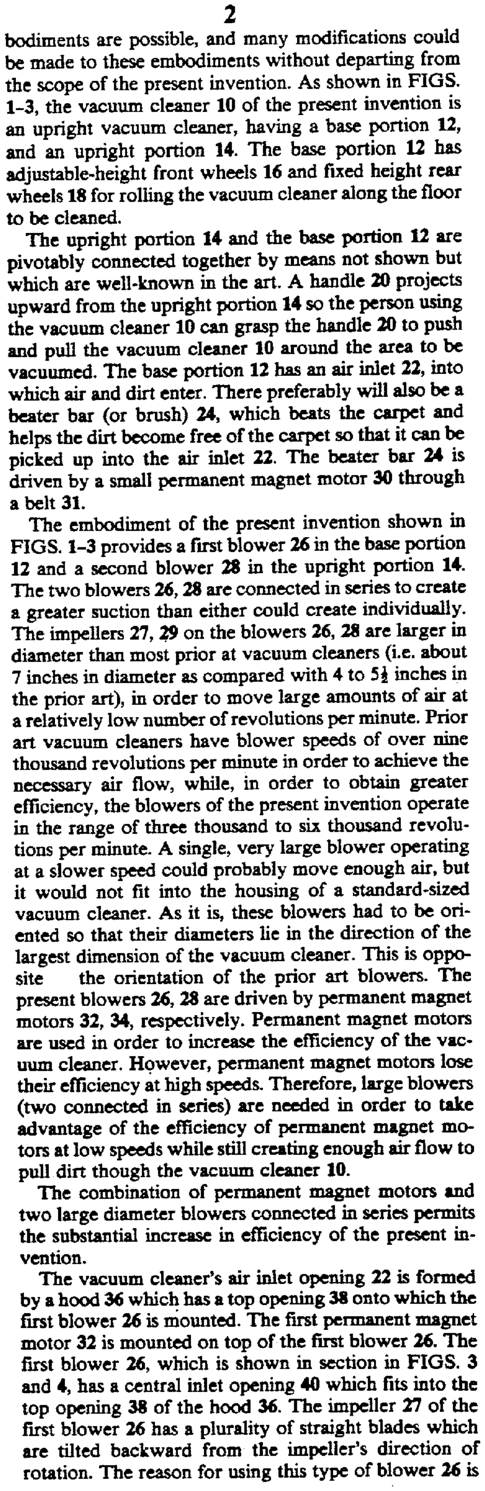 2
bodiments are possible, and many modifications could
be made to these embodiments without departing from
the scope of the present invention. As shown in FIGS.
1-3, the vacuum cleaner 10 of the present invention is
an upright vacuum cleaner, having a base portion 12,
and an upright portion 14. The base portion 12 has
adjustable-height front wheels 16 and fixed height rear
wheels 18 for rolling the vacuum cleaner along the floor
to be cleaned.
The upright portion 14 and the base portion 12 are
pivotably connected together by means not shown but
which are well-known in the art. A handle 20 projects
upward from the upright portion 14 so the person using
the vacuum cleaner 10 can grasp the handle 20 to push
and pull the vacuum cleaner 10 around the area to be
vacuumed. The base portion 12 has an air inlet 22, into
which air and dirt enter. There preferably will also be a
beater bar (or brush) 24, which beats the carpet and
helps the dirt become free of the carpet so that it can be
picked up into the air inlet 22. The beater bar 24 is
driven by a small permanent magnet motor 30 through
a belt 31.
The embodiment of the present invention shown in
FIGS. 1-3 provides a first blower 26 in the base portion
12 and a second blower 28 in the upright portion 14.
The two blowers 26, 28 are connected in series to create
a greater suction than either could create individually.
The impellers 27, 29 on the blowers 26, 28 are larger in
diameter than most prior at vacuum cleaners (i.e. about
7 inches in diameter as compared with 4 to 5½ inches in
the prior art), in order to move large amounts of air at
a relatively low number of revolutions per minute. Prior
art vacuum cleaners have blower speeds of over nine
thousand revolutions per minute in order to achieve the
necessary air flow, while, in order to obtain greater
efficiency, the blowers of the present invention operate
in the range of three thousand to six thousand revolu-
tions per minute. A single, very large blower operating
at a slower speed could probably move enough air, but
it would not fit into the housing of a standard-sized
vacuum cleaner. As it is, these blowers had to be ori-
ented so that their diameters lie in the direction of the
largest dimension of the vacuum cleaner. This is oppo-
site the orientation of the prior art blowers. The
present blowers 26, 28 are driven by permanent magnet
motors 32, 34, respectively. Permanent magnet motors
are used in order to increase the efficiency of the vac-
uum cleaner. However, permanent magnet motors lose
their efficiency at high speeds. Therefore, large blowers
(two connected in series) are needed in order to take
advantage of the efficiency of permanent magnet mo-
tors at low speeds while still creating enough air flow to
pull dirt though the vacuum cleaner 10.
The combination of permanent magnet motors and
two large diameter blowers connected in series permits
the substantial increase in efficiency of the present in-
vention.
The vacuum cleaner's air inlet opening 22 is formed
by a hood 36 which has a top opening 38 onto which the
first blower 26 is mounted. The first permanent magnet
motor 32 is mounted on top of the first blower 26. The
first blower 26, which is shown in section in FIGS. 3
and 4, has a central inlet opening 40 which fits into the
top opening 38 of the hood 36. The impeller 27 of the
first blower 26 has a plurality of straight blades which
are tilted backward from the impeller's direction of
rotation. The reason for using this type of blower 26 is